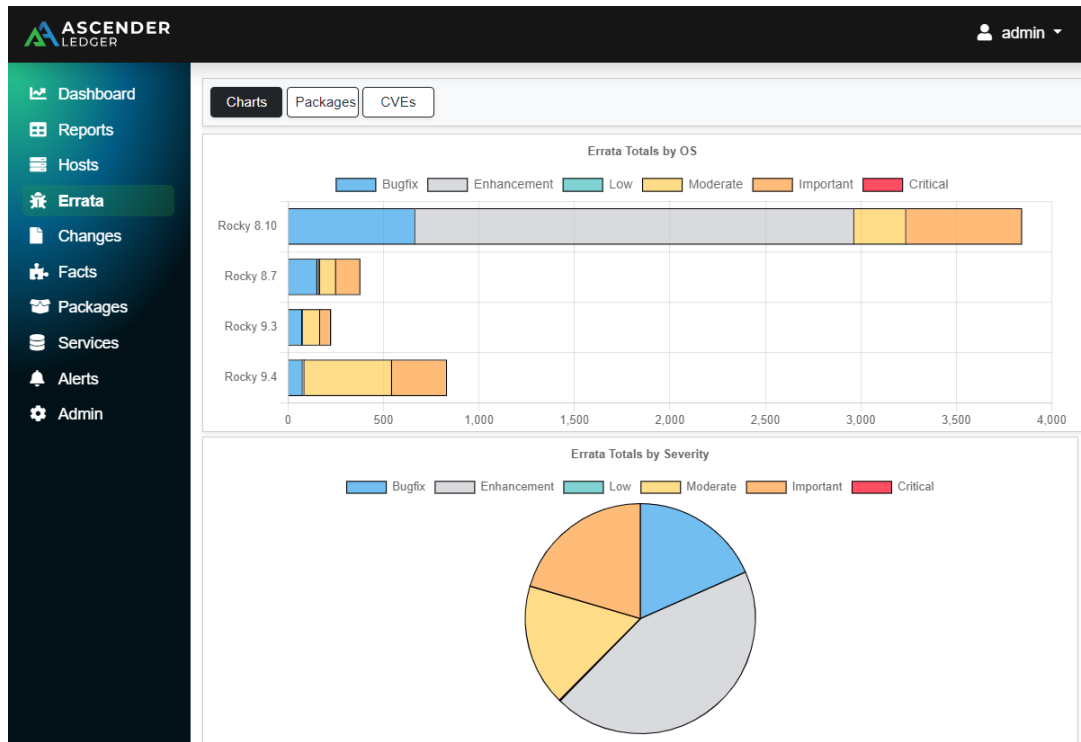 ASCENDER
LEDGER
admin
Dashboard
Reports
Hosts
Errata
Changes
Facts
Packages
Services
Alerts
Admin
Charts Packages CVEs
Errata Totals by OS
Bugfix Enhancement Low Moderate Important Critical
Rocky 8.10
Rocky 8.7
Rocky 9.3
Rocky 9.4
0 500 1,000 1,500 2,000 2,500 3,000 3,500 4,000
Errata Totals by Severity
Bugfix Enhancement Low Moderate Important Critical